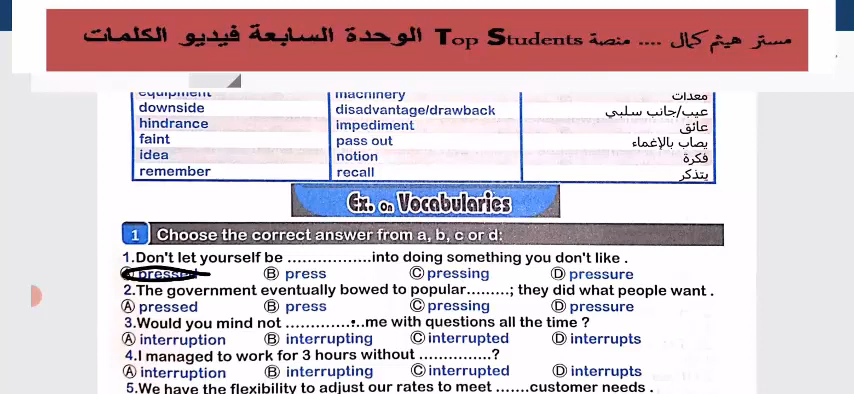 مستر هيثم كمال .... منصة Top Students الوحدة السابعة فيديو الكلمات
equipment machinery معدات
downside disadvantage/drawback عيب/جانب سلبي
hindrance impediment عائق
faint pass out يصاب بالإغماء
idea notion فكرة
remember recall يتذكر
Ex. On Vocabularies
1 Choose the correct answer from a, b, c or d:
1.Don't let yourself be ..................into doing something you don't like .
A pressed B press C pressing D pressure
2.The government eventually bowed to popular.........; they did what people want .
A pressed B press C pressing D pressure
3.Would you mind not ................me with questions all the time ?
A interruption B interrupting C interrupted D interrupts
4.I managed to work for 3 hours without ...............?
A interruption B interrupting C interrupted D interrupts
5.We have the flexibility to adjust our rates to meet .......customer needs .